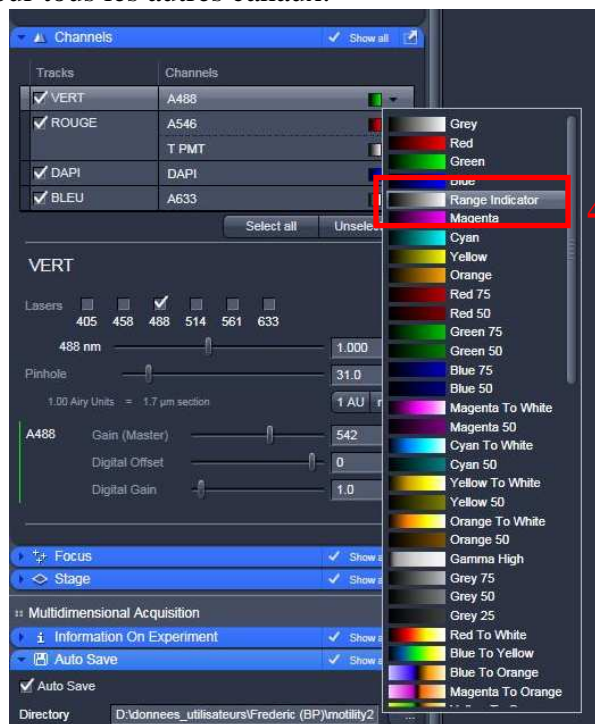 our tous les autres canaux.
Channels Show all
Tracks Channels
VERT A488
ROUGE A546
T PMT
DAPI DAPI
BLEU A633
Select all
VERT
Lasers
405 458 488 514 561 633
488 nm 1.000
Pinhole 31.0
1.00 Airy Units = 1.7 µm section 1 AU
A488 Gain (Master) 542
Digital Offset 0
Digital Gain 1.0
Focus Show
Stage Show
Multidimensional Acquisition
Information On Experiment Show
Auto Save Show
Auto Save
Directory D:\donnees_utilisateurs\Frederic (BP)\motility2 ...
Grey
Red
Green
Blue
Range Indicator
Magenta
4
Cyan
Yellow
Orange
Red 75
Red 50
Green 75
Green 50
Blue 75
Blue 50
Magenta To White
Magenta 50
Cyan To White
Cyan 50
Yellow To White
Yellow 50
Orange To White
Orange 50
Gamma High
Grey 75
Grey 50
Grey 25
Red To White
Blue To Yellow
Blue To Orange
Magenta To Orange